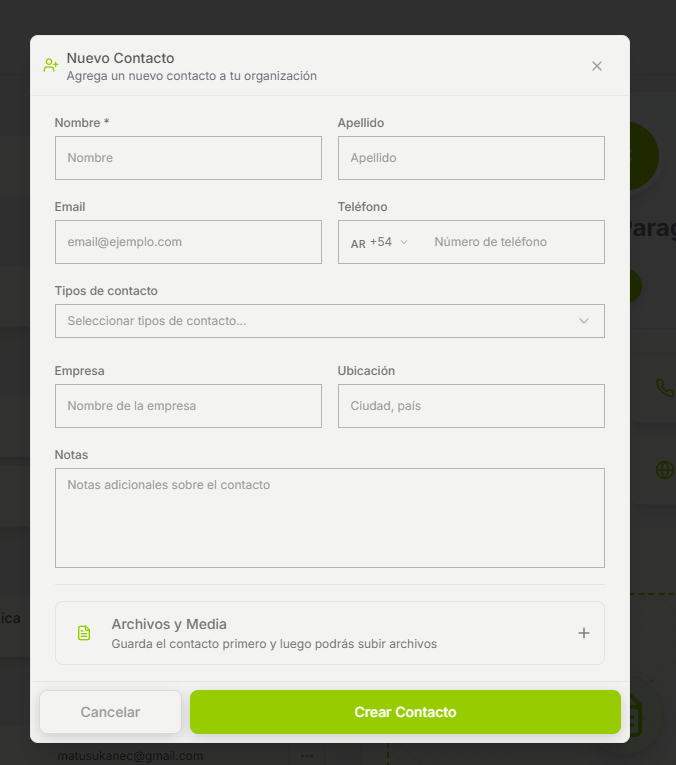 Nuevo Contacto
Agrega un nuevo contacto a tu organización
Nombre *
Apellido
Nombre
Apellido
Email
Teléfono
email@ejemplo.com
AR +54
Número de teléfono
Tipos de contacto
Seleccionar tipos de contacto...
Empresa
Ubicación
Nombre de la empresa
Ciudad, país
Notas
Notas adicionales sobre el contacto
Archivos y Media
Guarda el contacto primero y luego podrás subir archivos
Cancelar
Crear Contacto
matusukanec@gmail.com